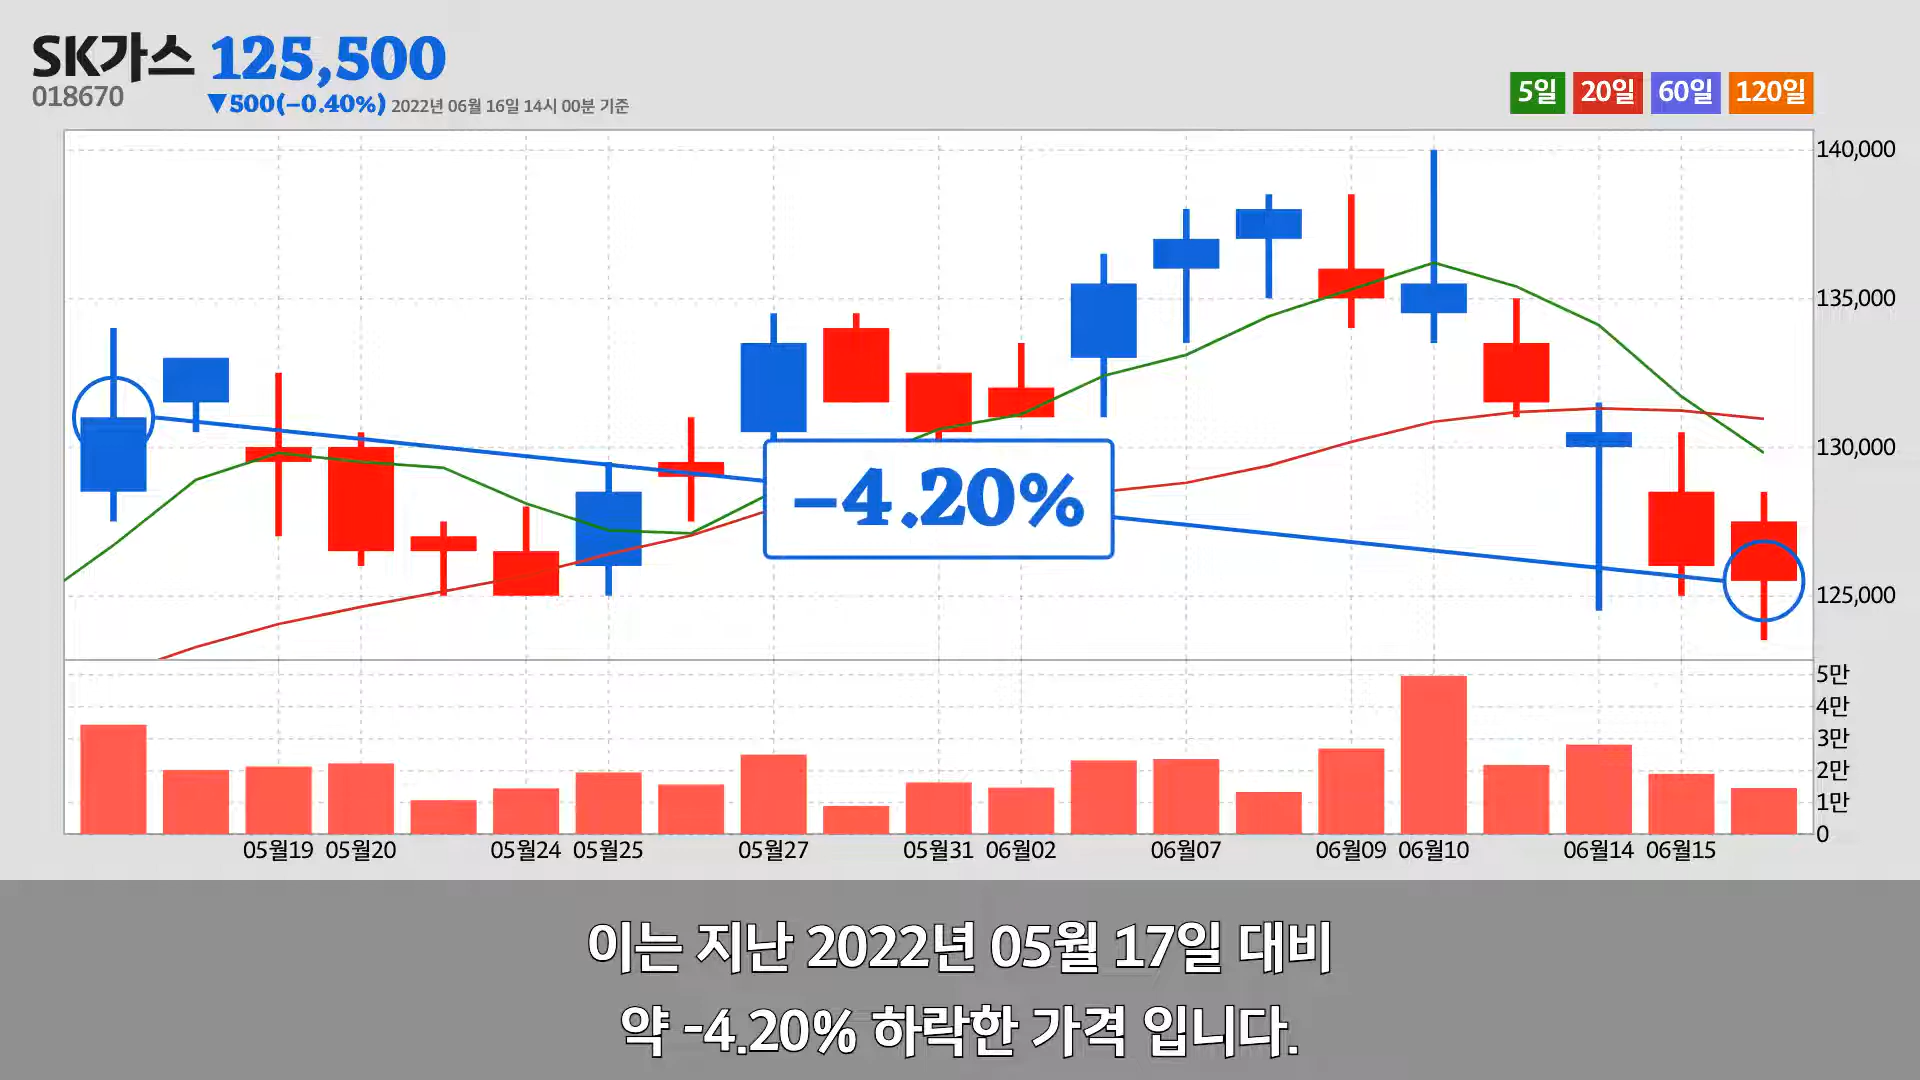 SK가스 125,500
018670
▼500(-0.40%) 2022년 06월 16일 14시 00분 기준
5일 20일 60일 120일
140,000
135,000
130,000
125,000
-4.20%
5만
4만
3만
2만
1만
0
05월19 05월20 05월24 05월25 05월27 05월31 06월02 06월07 06월09 06월10 06월14 06월15
이는 지난 2022년 05월 17일 대비
약 -4.20% 하락한 가격 입니다.